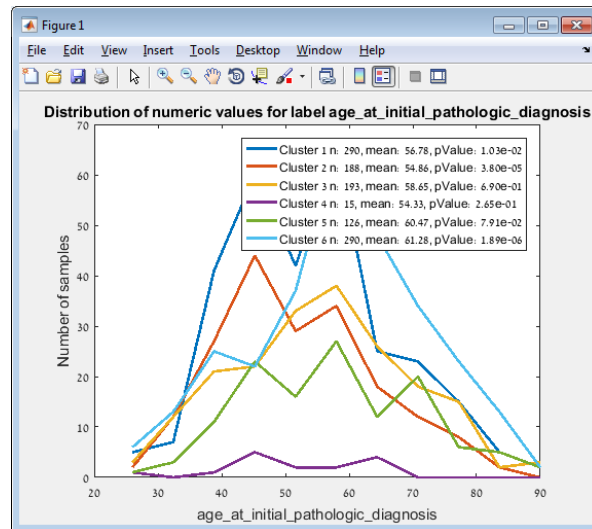 Figure 1
File Edit View Insert Tools Desktop Window Help
Distribution of numeric values for label age_at_initial_pathologic_diagnosis
70
60
50
40
30
20
10
0
Number of samples
Cluster 1 n: 290, mean: 56.78, pValue: 1.03e-02
Cluster 2 n: 188, mean: 54.86, pValue: 3.80e-05
Cluster 3 n: 193, mean: 58.65, pValue: 6.90e-01
Cluster 4 n: 15, mean: 54.33, pValue: 2.65e-01
Cluster 5 n: 126, mean: 60.47, pValue: 7.91e-02
Cluster 6 n: 290, mean: 61.28, pValue: 1.89e-06
20 30 40 50 60 70 80 90
age_at_initial_pathologic_diagnosis